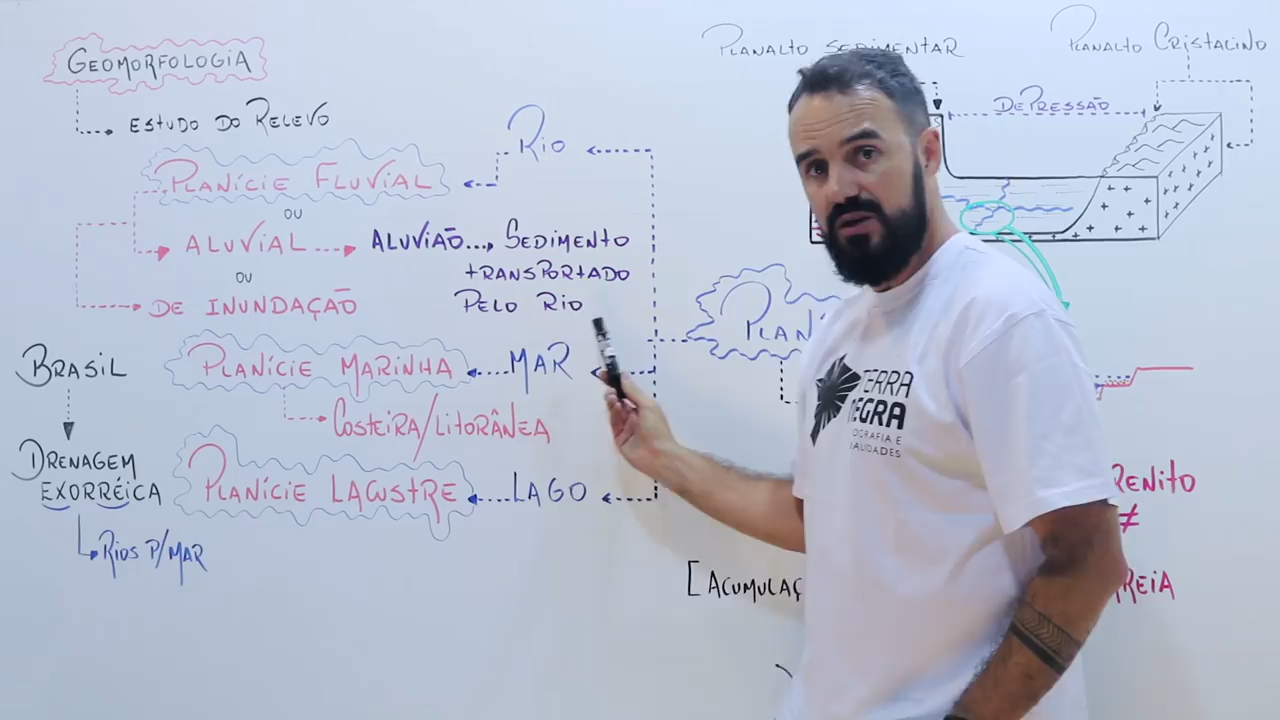 GEOMORFOLOGIA
ESTUDO DO RELEVO
RIO
PLANÍCIE FLUVIAL
OU
ALUVIAL
ALUVIÃO
SEDIMENTO
TRANSPORTADO
PELO RIO
OU
DE INUNDAÇÃO
BRASIL
PLANÍCIE MARINHA
MAR
COSTEIRA/LITORÂNEA
DRENAGEM
EXORRÉICA
PLANÍCIE LACUSTRE
LAGO
RIOS P/MAR
PLANALTO SEDIMENTAR
PLANALTO CRISTALINO
DEPRESSÃO
TERRA
NEGRA
≠